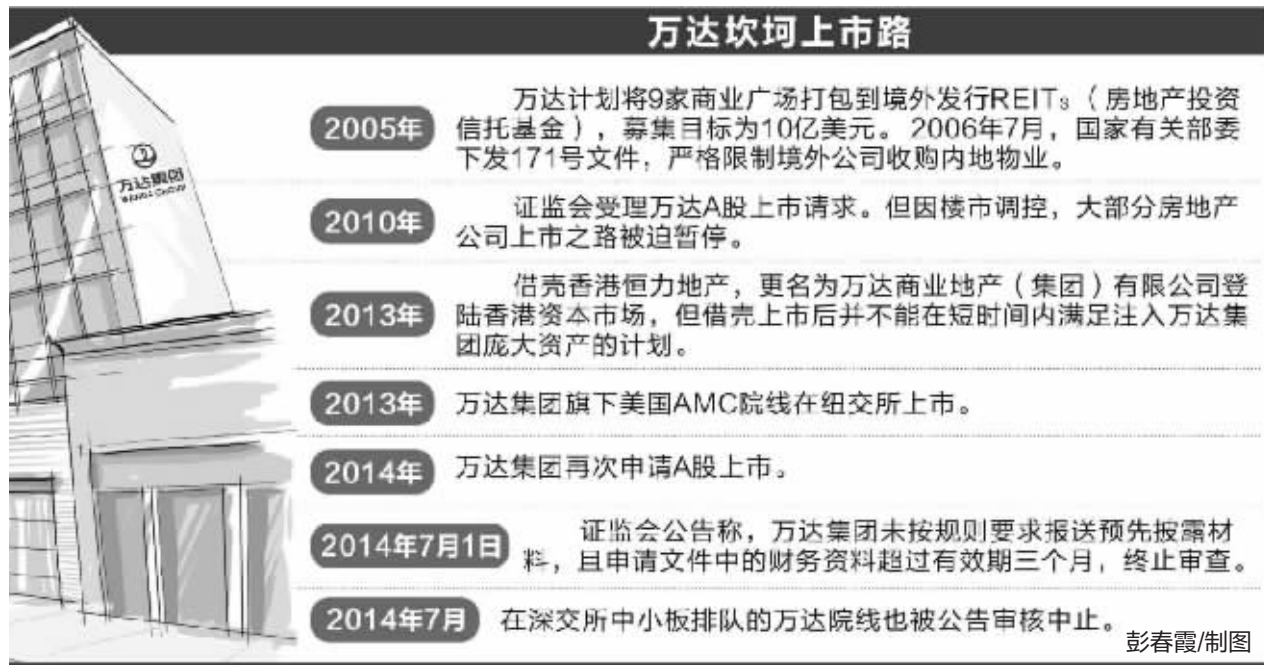 万达坎坷上市路
万达集团
WANDA GROUP
2005年
万达计划将9家商业广场打包到境外发行REITs（房地产投资
信托基金），募集目标为10亿美元。2006年7月，国家有关部委
下发171号文件，严格限制境外公司收购内地物业。
2010年
证监会受理万达A股上市请求。但因楼市调控，大部分房地产
公司上市之路被迫暂停。
2013年
借壳香港恒力地产，更名为万达商业地产（集团）有限公司登
陆香港资本市场，但借壳上市后并不能在短时间内满足注入万达集
团庞大资产的计划。
2013年
万达集团旗下美国AMC院线在纽交所上市。
2014年
万达集团再次申请A股上市。
2014年7月1日
证监会公告称，万达集团未按规则要求报送预先披露材
料，且申请文件中的财务资料超过有效期三个月，终止审查。
2014年7月
在深交所中小板排队的万达院线也被公告审核中止。
彭春霞/制图